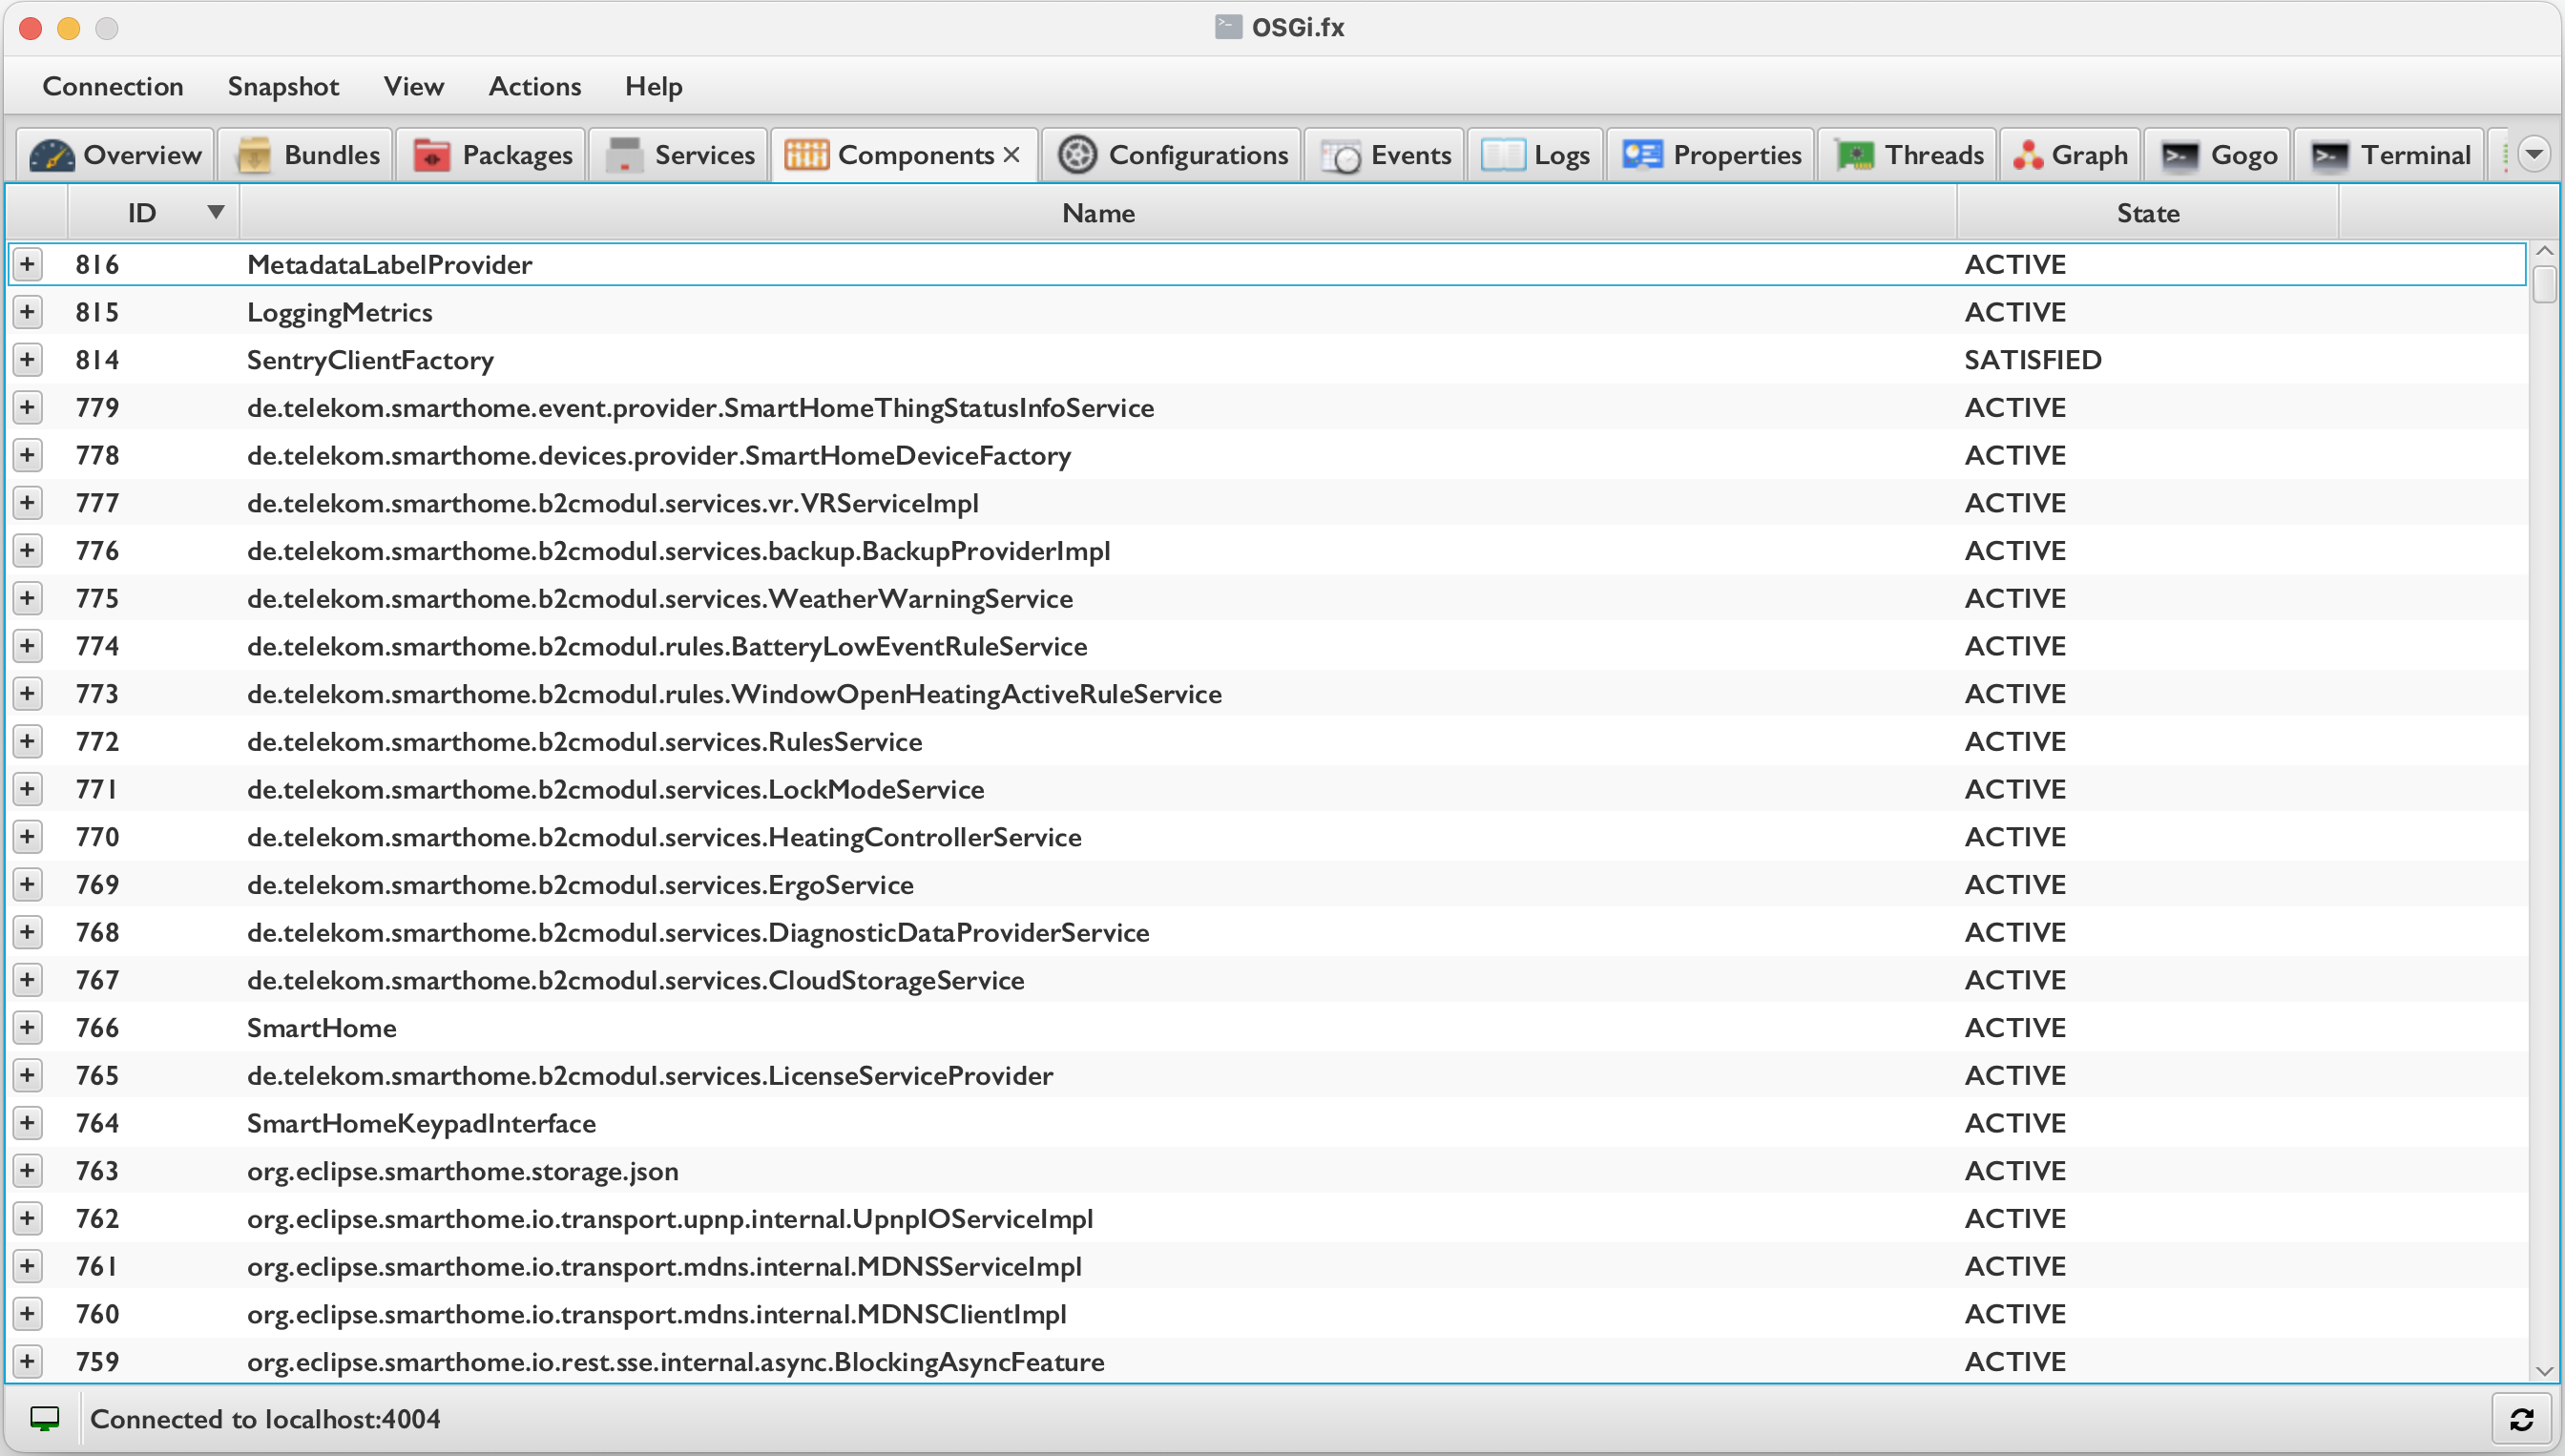 OSGi.fx
Connection Snapshot View Actions Help
Overview Bundles Packages Services Components Configurations Events Logs Properties Threads Graph Gogo Terminal
ID Name State
816 MetadataLabelProvider ACTIVE
815 LoggingMetrics ACTIVE
814 SentryClientFactory SATISFIED
779 de.telekom.smarthome.event.provider.SmartHomeThingStatusInfoService ACTIVE
778 de.telekom.smarthome.devices.provider.SmartHomeDeviceFactory ACTIVE
777 de.telekom.smarthome.b2cmodul.services.vr.VRServiceImpl ACTIVE
776 de.telekom.smarthome.b2cmodul.services.backup.BackupProviderImpl ACTIVE
775 de.telekom.smarthome.b2cmodul.services.WeatherWarningService ACTIVE
774 de.telekom.smarthome.b2cmodul.rules.BatteryLowEventRuleService ACTIVE
773 de.telekom.smarthome.b2cmodul.rules.WindowOpenHeatingActiveRuleService ACTIVE
772 de.telekom.smarthome.b2cmodul.services.RulesService ACTIVE
771 de.telekom.smarthome.b2cmodul.services.LockModeService ACTIVE
770 de.telekom.smarthome.b2cmodul.services.HeatingControllerService ACTIVE
769 de.telekom.smarthome.b2cmodul.services.ErgoService ACTIVE
768 de.telekom.smarthome.b2cmodul.services.DiagnosticDataProviderService ACTIVE
767 de.telekom.smarthome.b2cmodul.services.CloudStorageService ACTIVE
766 SmartHome ACTIVE
765 de.telekom.smarthome.b2cmodul.services.LicenseServiceProvider ACTIVE
764 SmartHomeKeypadInterface ACTIVE
763 org.eclipse.smarthome.storage.json ACTIVE
762 org.eclipse.smarthome.io.transport.upnp.internal.UpnpIOServiceImpl ACTIVE
761 org.eclipse.smarthome.io.transport.mdns.internal.MDNSServiceImpl ACTIVE
760 org.eclipse.smarthome.io.transport.mdns.internal.MDNSClientImpl ACTIVE
759 org.eclipse.smarthome.io.rest.sse.internal.async.BlockingAsyncFeature ACTIVE
Connected to localhost:4004